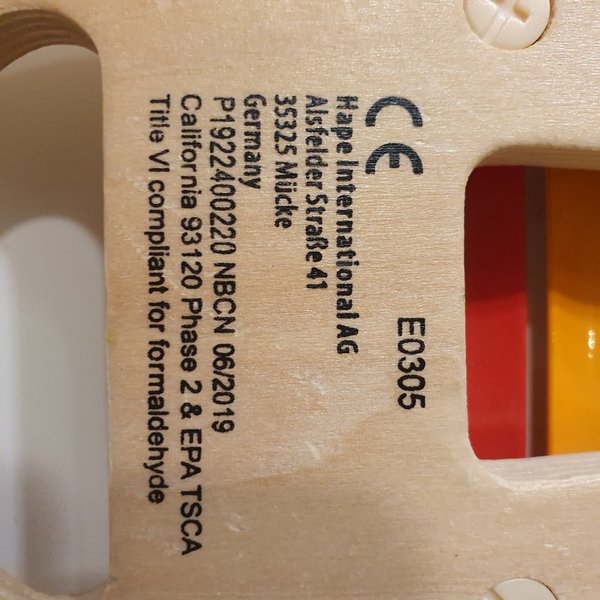 CE
E0305
Hape International AG
Alsfelder Straße 41
35325 Mücke
Germany
P1922400220 NBCN 06/2019
California 93120 Phase 2 & EPA TSCA
Title VI compliant for formaldehyde